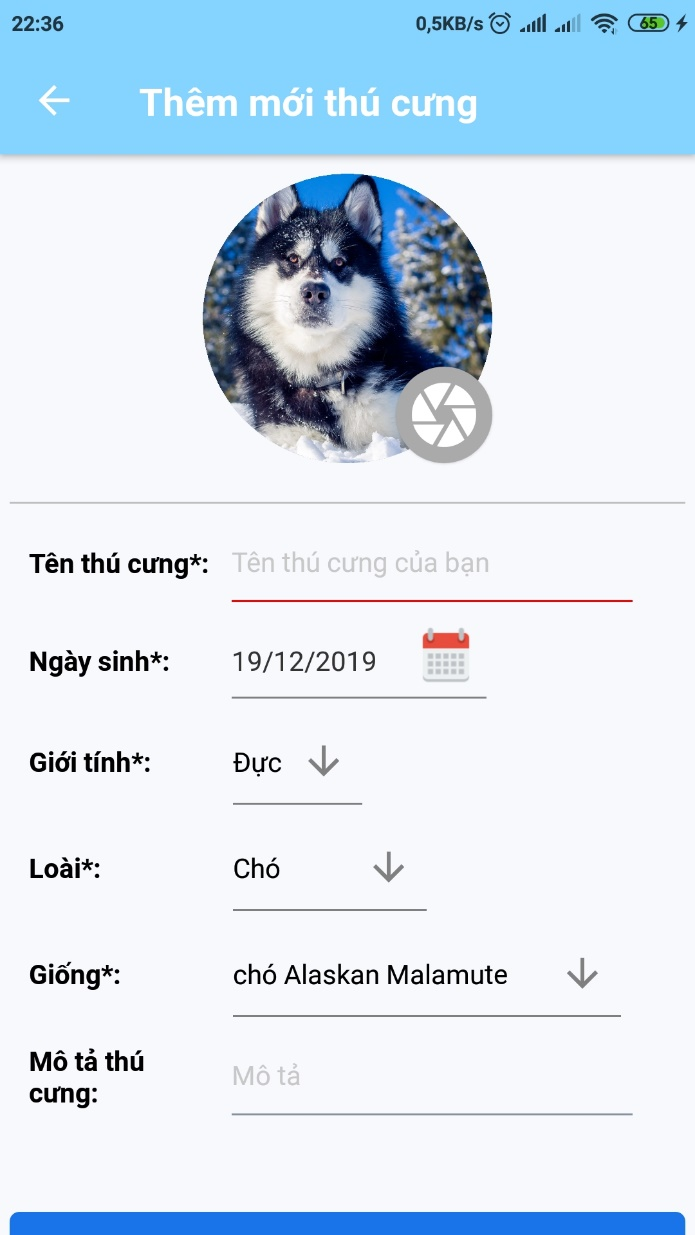 22:36
0,5KB/s
65
Thêm mới thú cưng
Tên thú cưng*:
Tên thú cưng của bạn
Ngày sinh*:
19/12/2019
Giới tính*:
Đực
Loài*:
Chó
Giống*:
chó Alaskan Malamute
Mô tả thú
cưng:
Mô tả